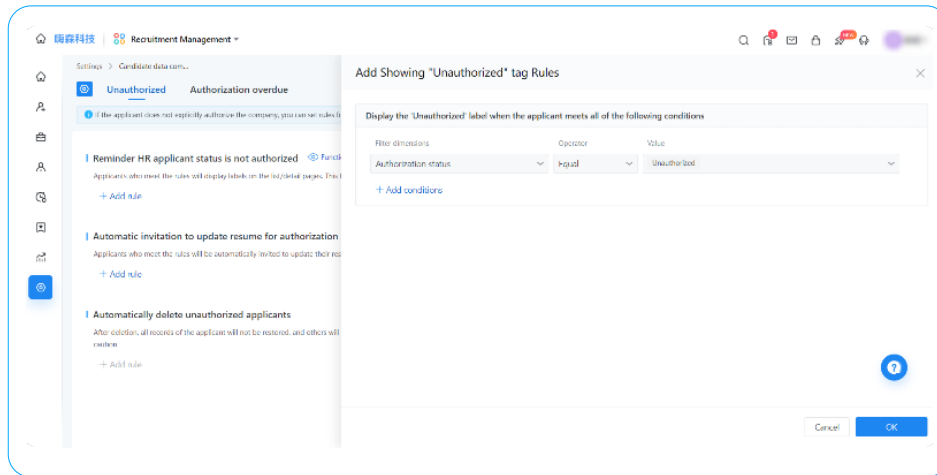 嗨森科技
Recruitment Management
NEW
Settings > Candidate data com...
Unauthorized Authorization overdue
If the applicant does not explicitly authorize the company, you can set rules
Reminder HR applicant status is not authorized
Applicants who meet the rules will display labels on the list/detail pages. This
+ Add rule
Automatic invitation to update resume for authorization
Applicants who meet the rules will be automatically invited to update their
+ Add rule
Automatically delete unauthorized applicants
After deletion, all records of the applicant will not be restored, and others will
caution
+ Add rule
Add Showing "Unauthorized" tag Rules
Display the 'Unauthorized' label when the applicant meets all of the following conditions
Filter dimensions Operator Value
Authorization status Equal Unauthorized
+ Add conditions
Cancel OK